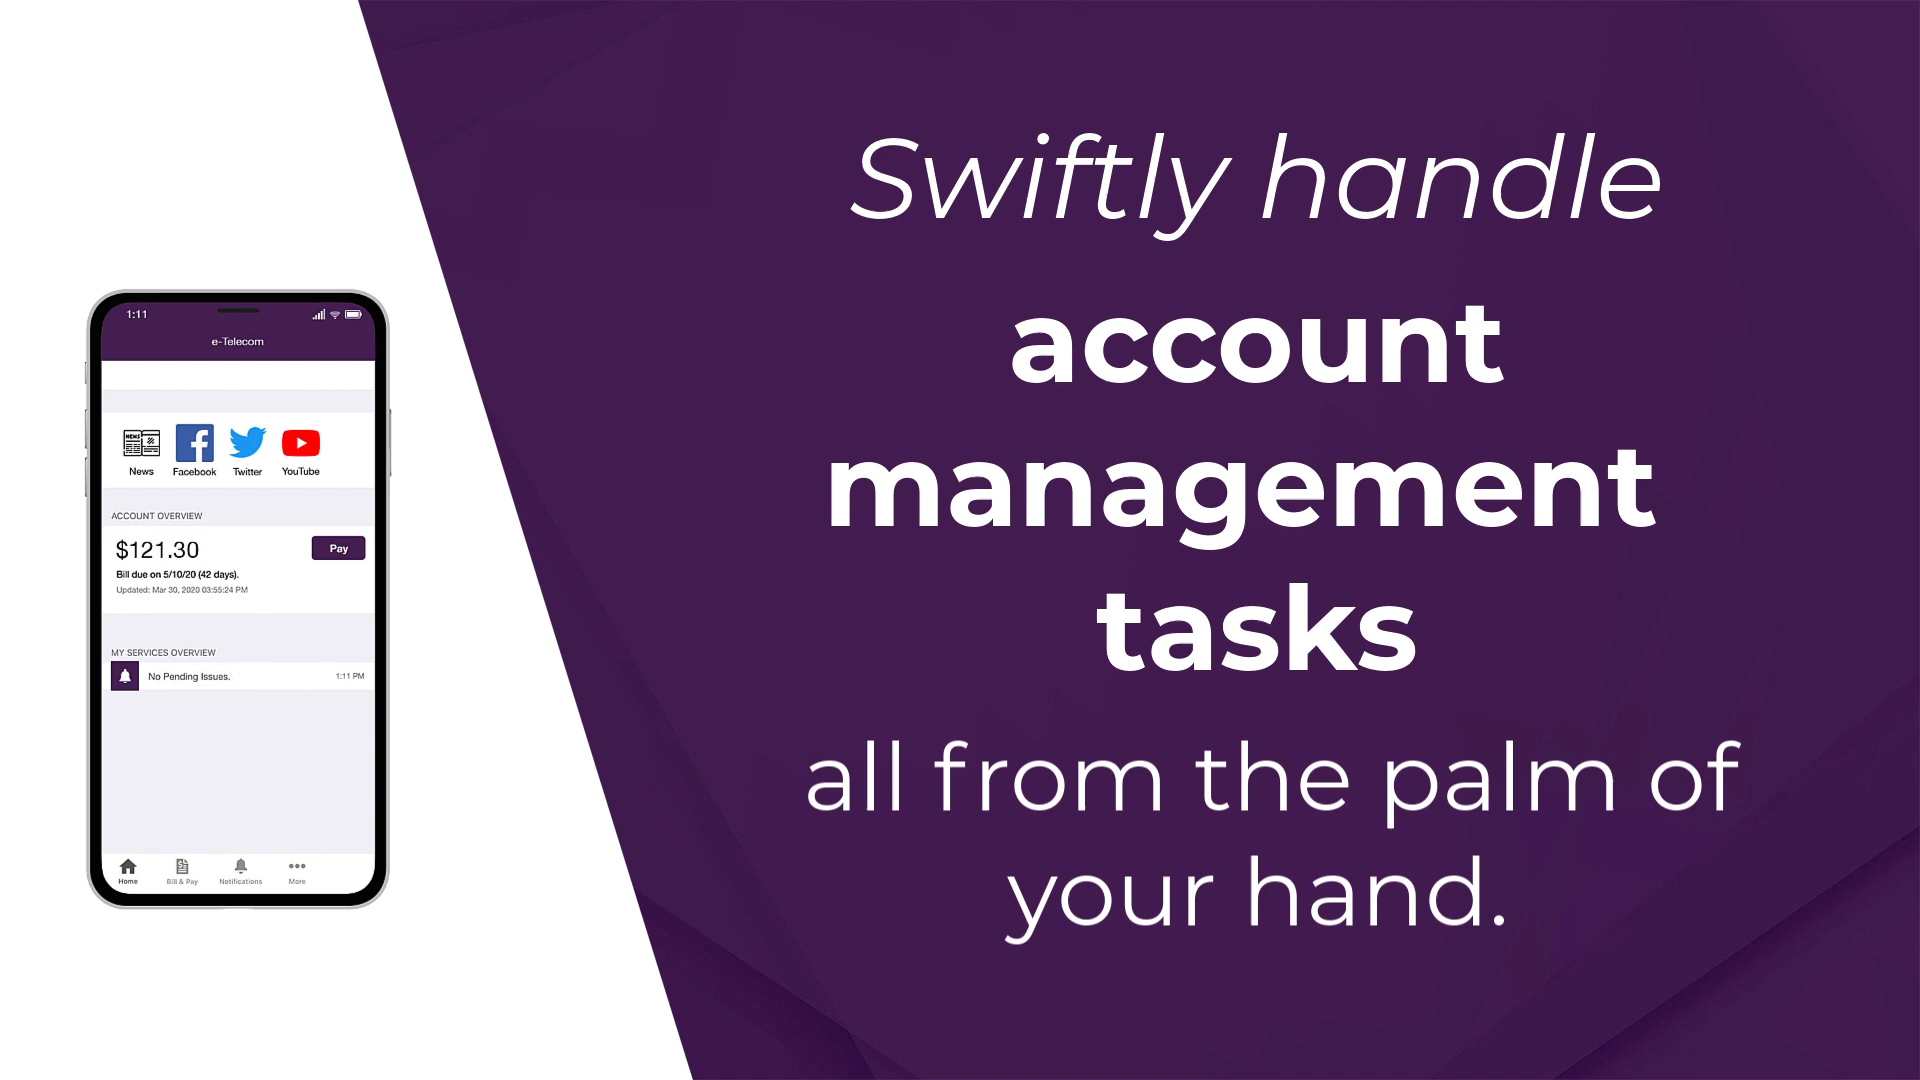 1:11
e-Telecom
NEWS
News
Facebook
Twitter
YouTube
ACCOUNT OVERVIEW
$121.30
Pay
Bill due on 5/10/20 (42 days).
Updated: Mar 30, 2020 03:55:24 PM
MY SERVICES OVERVIEW
No Pending Issues. 1:11 PM
Home
Bill & Pay
Notifications
More
Swiftly handle
account
management
tasks
all from the palm of
your hand.